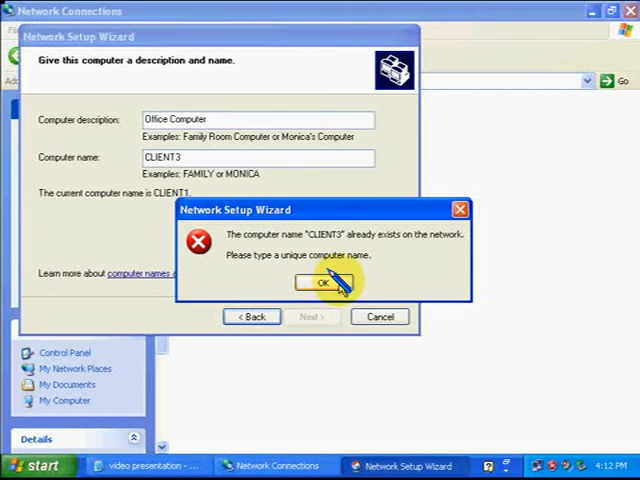 Network Connections
Network Setup Wizard
Give this computer a description and name.
Go
Computer description:
Office Computer
Examples: Family Room Computer or Monica's Computer
Computer name:
CLIENT3
Examples: FAMILY or MONICA
The current computer name is CLIENT1.
Network Setup Wizard
The computer name "CLIENT3" already exists on the network.
Please type a unique computer name.
OK
Learn more about computer names a
< Back
Next >
Cancel
Control Panel
My Network Places
My Documents
My Computer
Details
start
video presentation - ...
Network Connections
Network Setup Wizard
4:12 PM